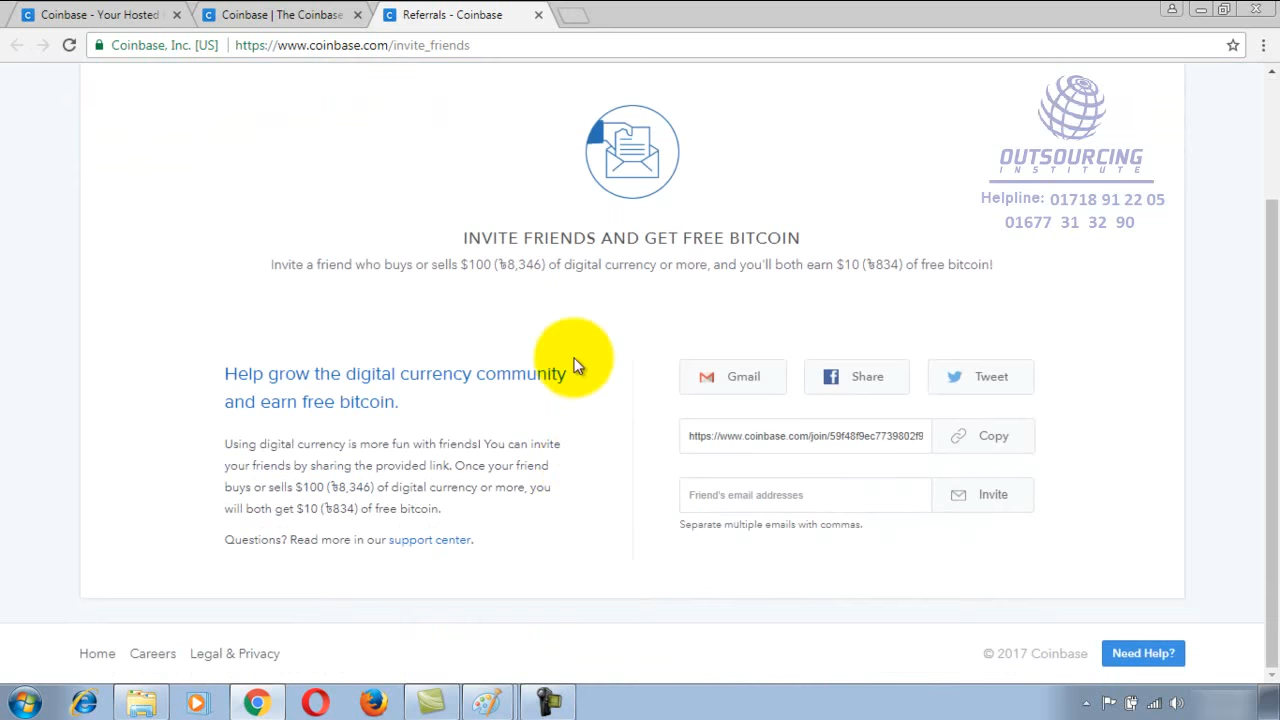 Coinbase - Your Hosted
Coinbase | The Coinbase
Referrals - Coinbase
Coinbase, Inc. [US]
https://www.coinbase.com/invite_friends
OUTSOURCING
INSTITUTE
Helpline: 01718 91 22 05
01677 31 32 90
INVITE FRIENDS AND GET FREE BITCOIN
Invite a friend who buys or sells $100 (৳8,346) of digital currency or more, and you'll both earn $10 (৳834) of free bitcoin!
Help grow the digital currency community
and earn free bitcoin.
Using digital currency is more fun with friends! You can invite
your friends by sharing the provided link. Once your friend
buys or sells $100 (৳8,346) of digital currency or more, you
will both get $10 (৳834) of free bitcoin.
Questions? Read more in our support center.
Gmail
Share
Tweet
https://www.coinbase.com/join/59f48f9ec7739802f9
Copy
Friend's email addresses
Invite
Separate multiple emails with commas.
Home
Careers
Legal & Privacy
© 2017 Coinbase
Need Help?